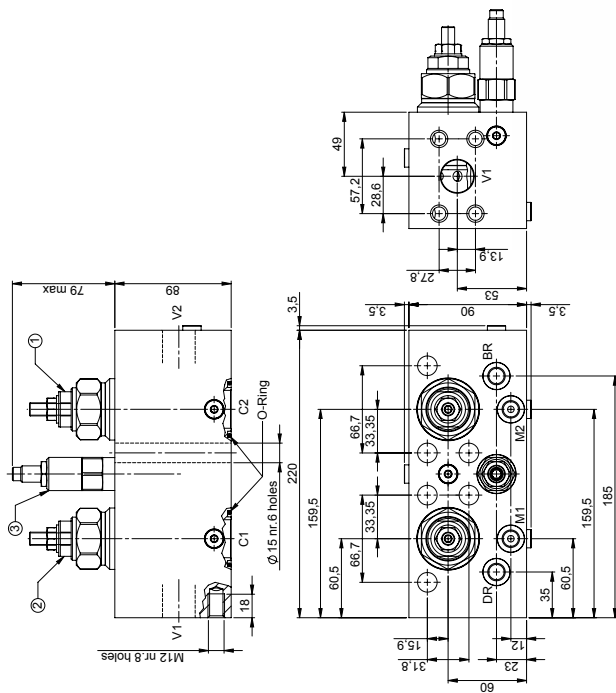 49
57,2
28,6
V1
13,9
27,8
53
79 max
89
V2
3,5
1
3
2
C2
C1
O-Ring
Ø 15 nr.6 holes
18
V1
M12 nr.8 holes
220
159,5
60,5
3,5
90
3,5
66,7
33,35
33,35
66,7
BR
M2
M1
DR
185
159,5
60,5
35
15,9
31,8
12
23
60